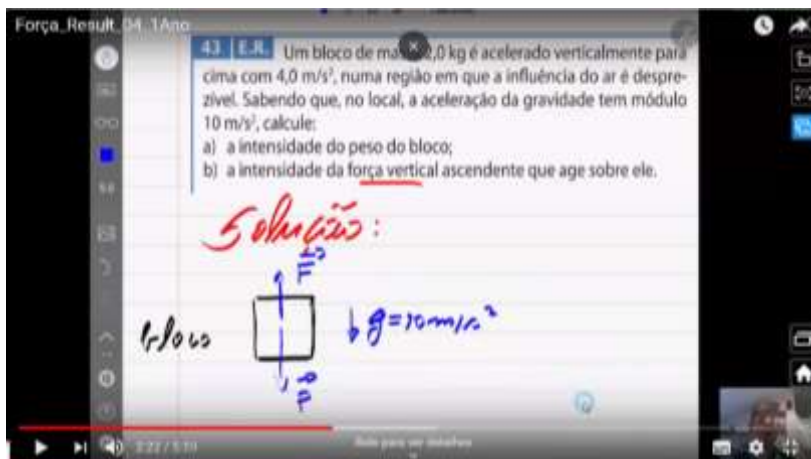 Força_Result_04_1Ano
43 E.R. Um bloco de 2,0 kg é acelerado verticalmente para
cima com 4,0 m/s², numa região em que a influência do ar é despre-
zível. Sabendo que, no local, a aceleração da gravidade tem módulo
10 m/s², calcule:
a) a intensidade do peso do bloco;
b) a intensidade da força vertical ascendente que age sobre ele.
Solução:
F
bloco
g=10m/s²
P